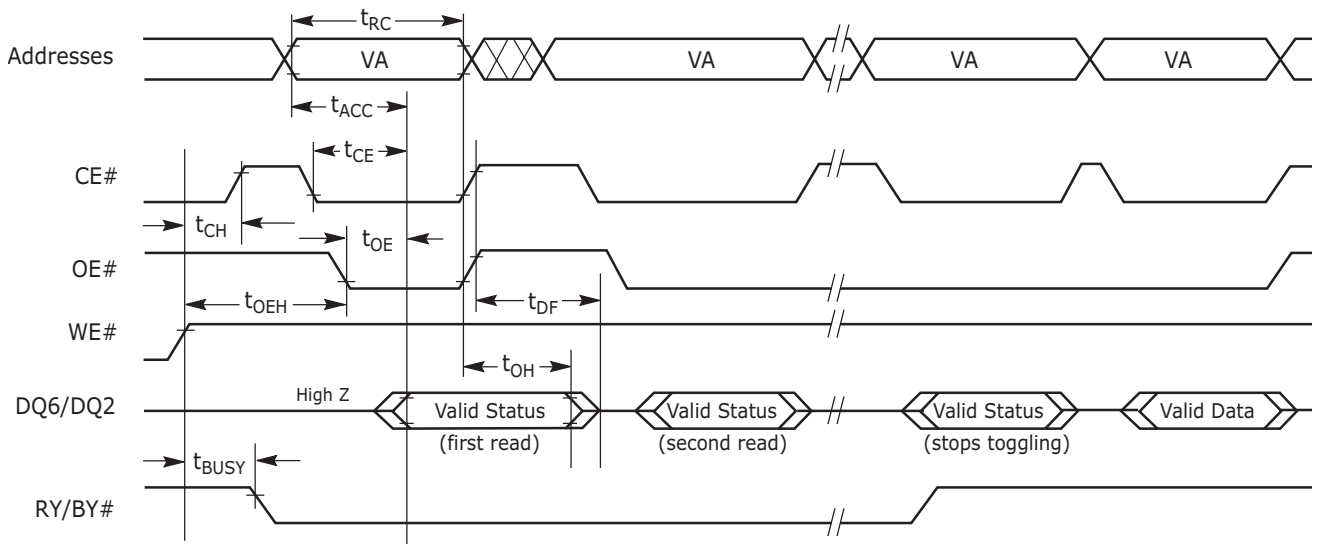 tRC
Addresses VA VA VA VA
tACC
tCE
CE#
tCH
tOE
OE#
tOEH
tDF
WE#
tOH
High Z
DQ6/DQ2 Valid Status Valid Status Valid Status Valid Data
(first read) (second read) (stops toggling)
tBUSY
RY/BY#